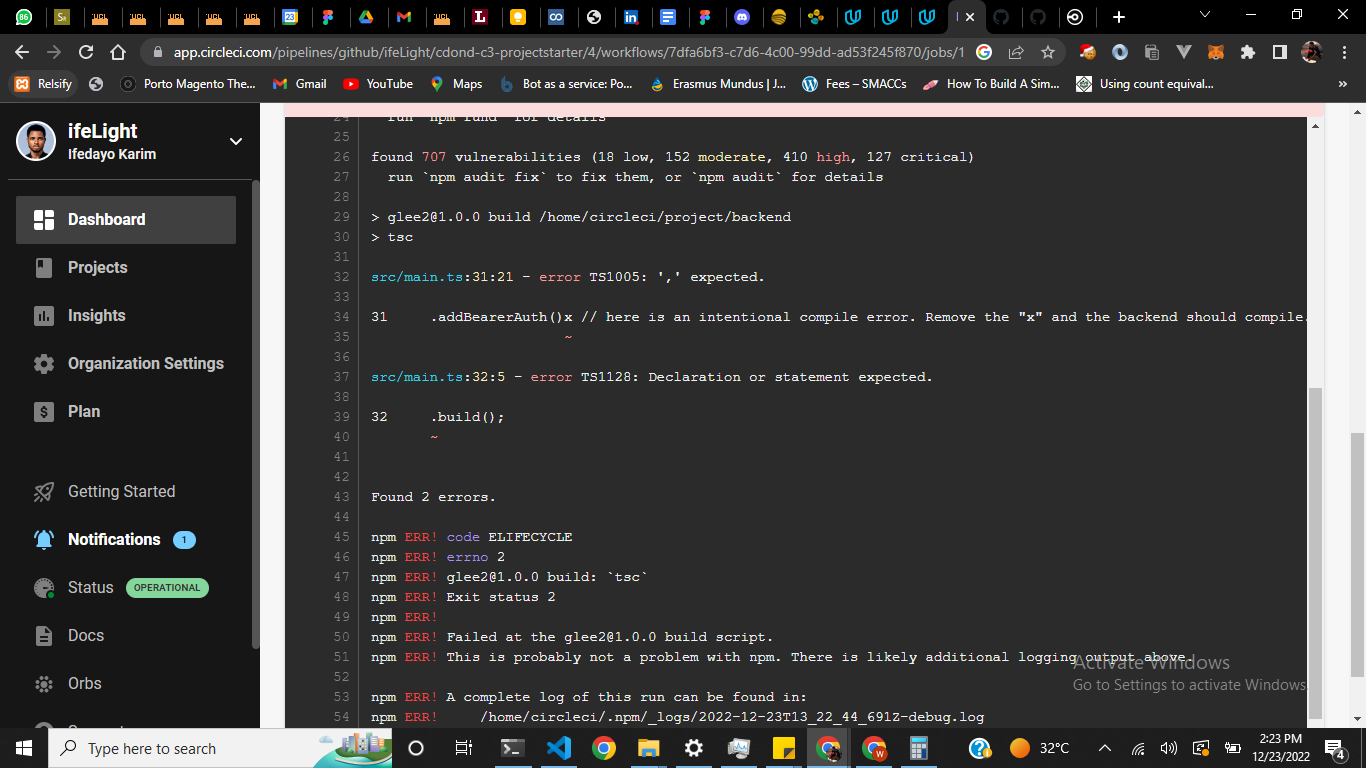 app.circleci.com/pipelines/github/ifeLight/cdond-c3-projectstarter/4/workflows/7dfa6bf3-c7d6-4c00-99dd-ad53f245f870/jobs/1
Relsify
Porto Magento The...
Gmail
YouTube
Maps
Bot as a service: Po...
Erasmus Mundus | J...
Fees – SMACCs
How To Build A Sim...
Using count equival...
»
ifeLight
Ifedayo Karim
Dashboard
Projects
Insights
Organization Settings
Plan
Getting Started
Notifications 1
Status OPERATIONAL
Docs
Orbs
24 run `npm fund` for details
25
26 found 707 vulnerabilities (18 low, 152 moderate, 410 high, 127 critical)
27 run `npm audit fix` to fix them, or `npm audit` for details
28
29 > glee2@1.0.0 build /home/circleci/project/backend
30 > tsc
31
32 src/main.ts:31:21 - error TS1005: ',' expected.
33
34 31 .addBearerAuth()x // here is an intentional compile error. Remove the "x" and the backend should compile.
35 ~
36
37 src/main.ts:32:5 - error TS1128: Declaration or statement expected.
38
39 32 .build();
40 ~
41
42
43 Found 2 errors.
44
45 npm ERR! code ELIFECYCLE
46 npm ERR! errno 2
47 npm ERR! glee2@1.0.0 build: `tsc`
48 npm ERR! Exit status 2
49 npm ERR!
50 npm ERR! Failed at the glee2@1.0.0 build script.
51 npm ERR! This is probably not a problem with npm. There is likely additional logging output above.
52
53 npm ERR! A complete log of this run can be found in:
54 npm ERR! /home/circleci/.npm/_logs/2022-12-23T13_22_44_691Z-debug.log
Activate Windows
Go to Settings to activate Windows.
Type here to search
32°C
2:23 PM
12/23/2022
4